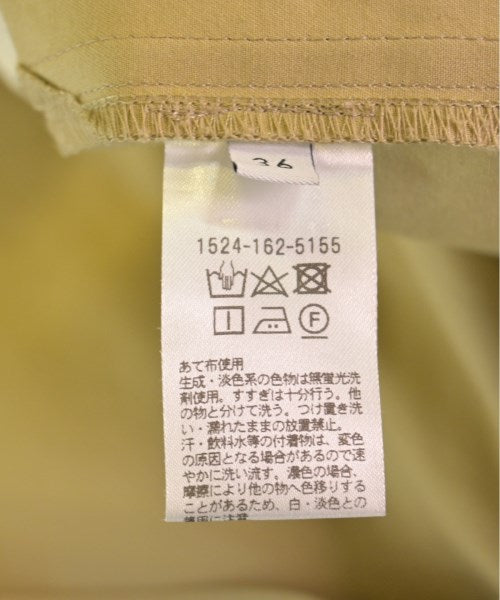 36
1524-162-5155
F
あて布使用
生成・淡色系の色物は無蛍光洗
剤使用。すすぎは十分行う。他
の物と分けて洗う。つけ置き洗
い・濡れたままの放置禁止。
汗・飲料水等の付着物は、変色
の原因となる場合があるので速
やかに洗い流す。濃色の場合、
摩擦により他の物へ色移りする
ことがあるため、白・淡色との
着用に注意